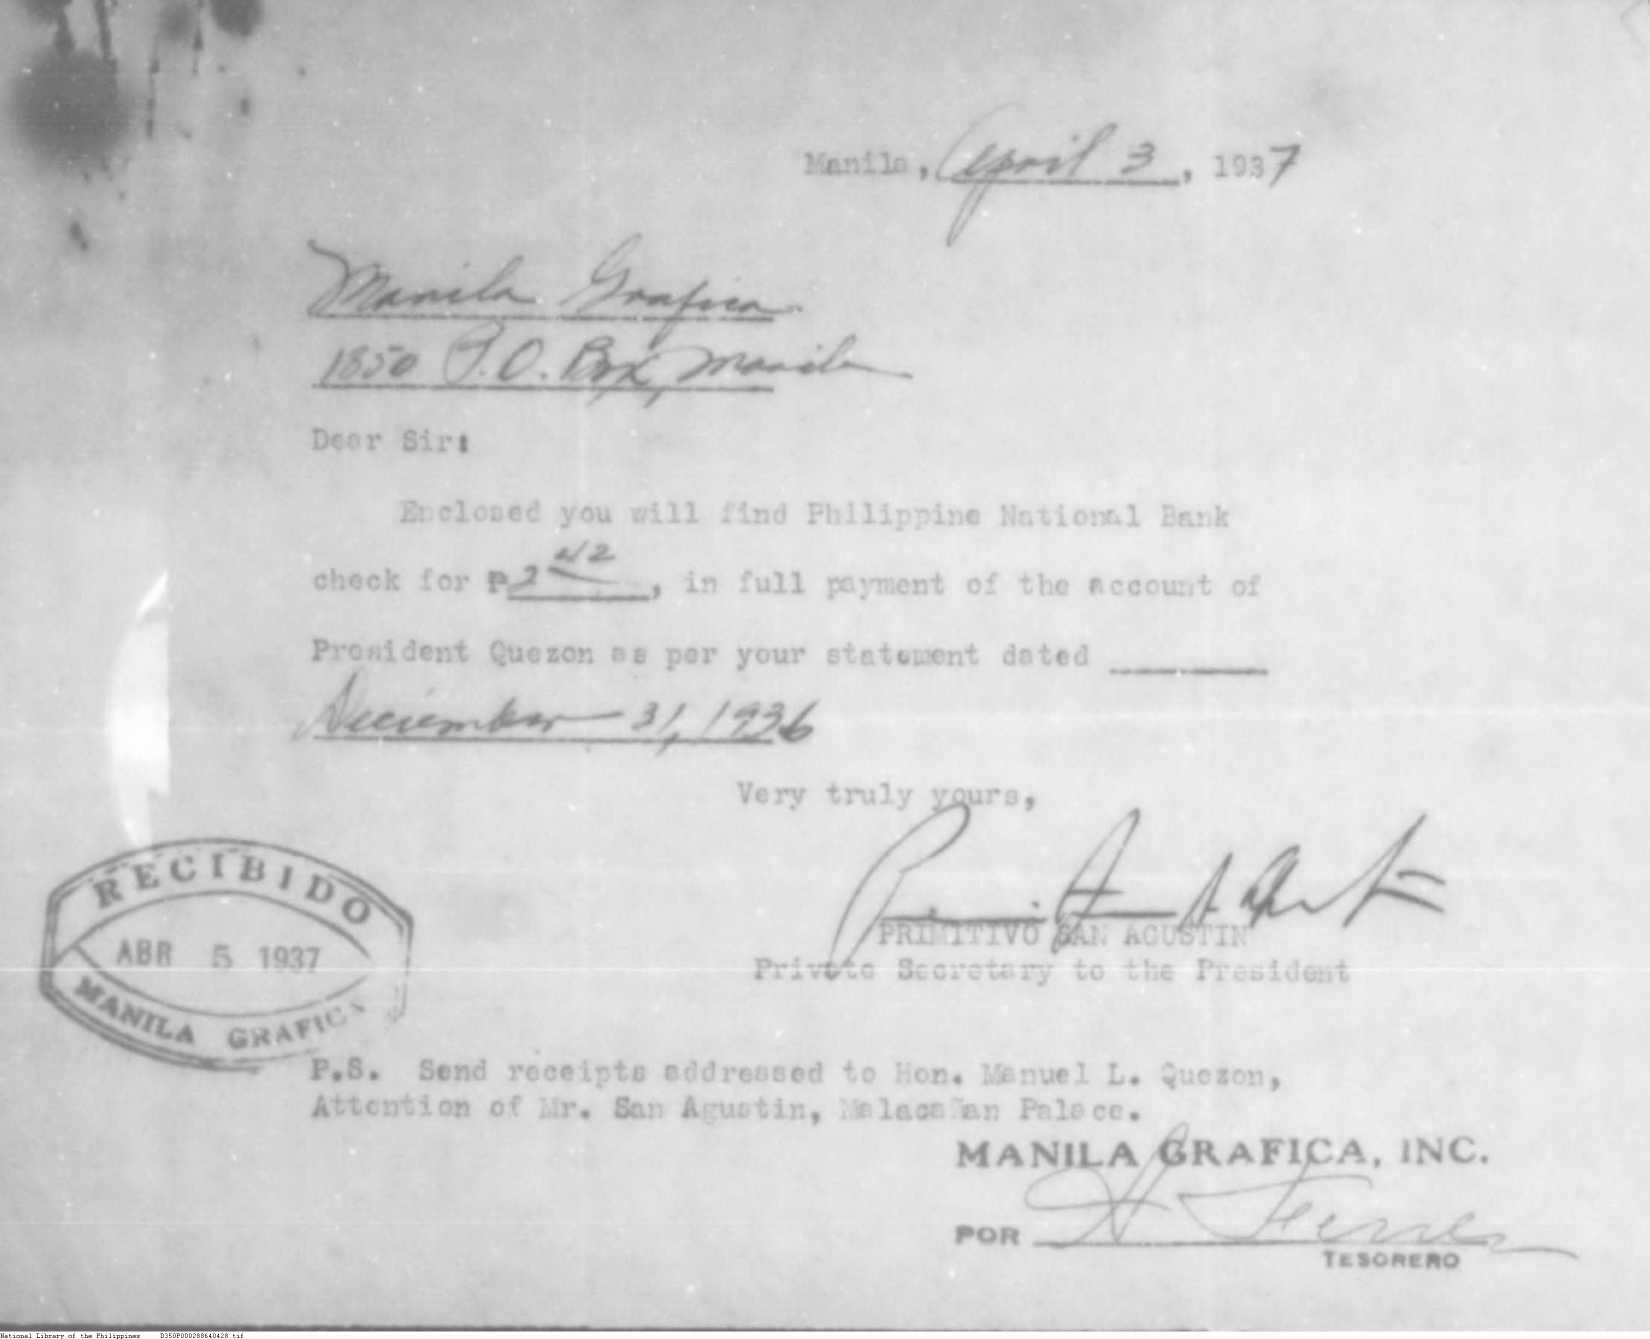 Manila, April 3, 1937
Manila Grafica
1850 P.O. Box, Manila
Dear Sir:
Enclosed you will find Philippine National Bank
check for ₱2 42, in full payment of the account of
President Quezon as per your statement dated
December 31, 1936
Very truly yours,
PRIMITIVO SAN AGUSTIN
Private Secretary to the President
RECIBIDO
ABR 5 1937
MANILA GRAFICA
P.S. Send receipts addressed to Hon. Manuel L. Quezon,
Attention of Mr. San Agustin, Malacañan Palace.
MANILA GRAFICA, INC.
POR
TESORERO
National Library of the Philippines D350P000288640428.tif